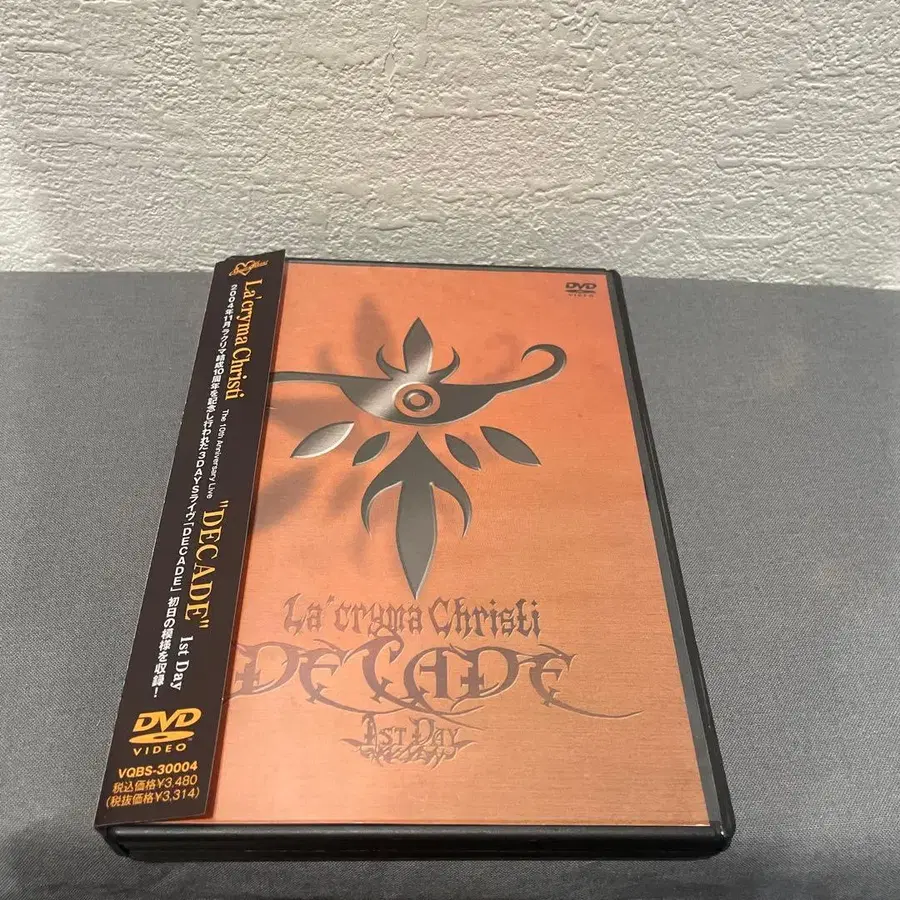 La'cryma Christi
The 10th Anniversary Live
"DECADE" 1st Day
2004年11月ラクリマ結成10周年を記念し行われた3DAYSライヴ「DECADE」初日の模様を収録!
DVD
VIDEO
VQBS-30004
税込価格¥3,480
(税抜価格¥3,314)
DVD
VIDEO
La'cryma Christi
DECADE
1ST DAY